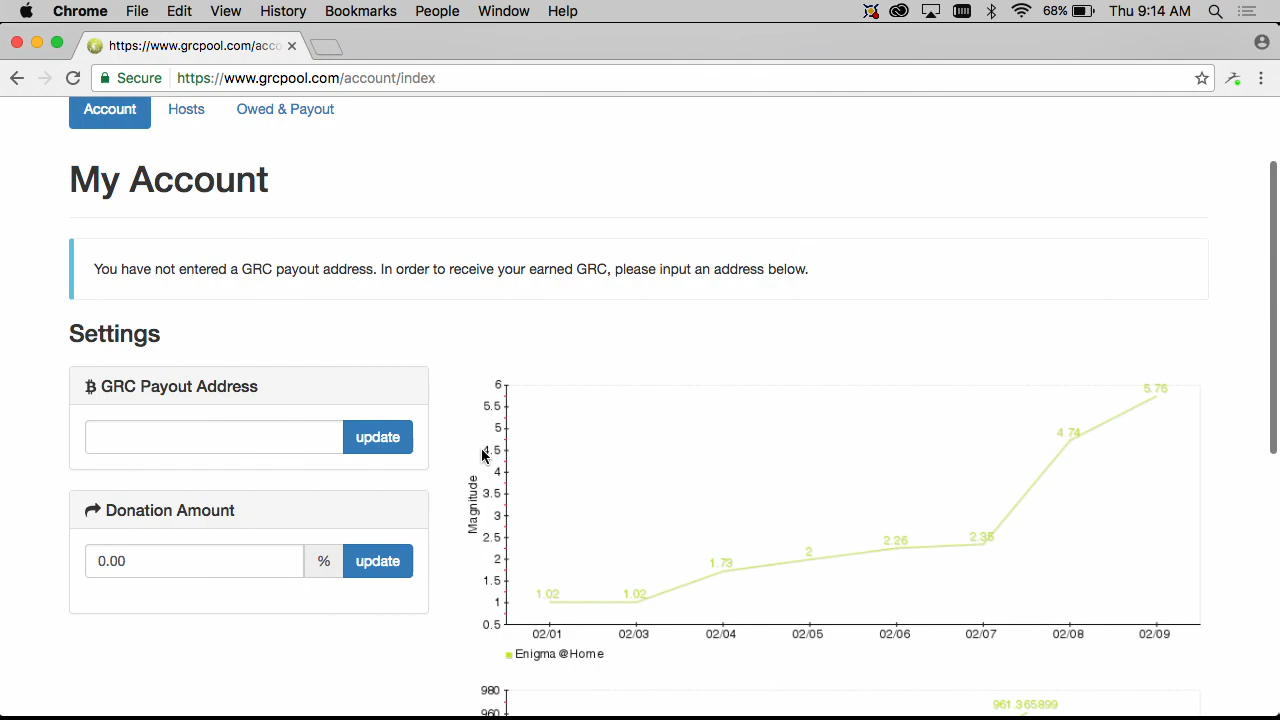 Chrome File Edit View History Bookmarks People Window Help 68% Thu 9:14 AM
https://www.grcpool.com/acco
Secure https://www.grcpool.com/account/index
Account Hosts Owed & Payout
My Account
You have not entered a GRC payout address. In order to receive your earned GRC, please input an address below.
Settings
GRC Payout Address
update
Donation Amount
0.00 % update
Magnitude
6
5.5
5
4.5
4
3.5
3
2.5
2
1.5
1
0.5
1.02 1.02 1.73 2 2.26 2.35 4.74 5.76
02/01 02/03 02/04 02/05 02/06 02/07 02/08 02/09
Enigma@Home
980
961.365899
960